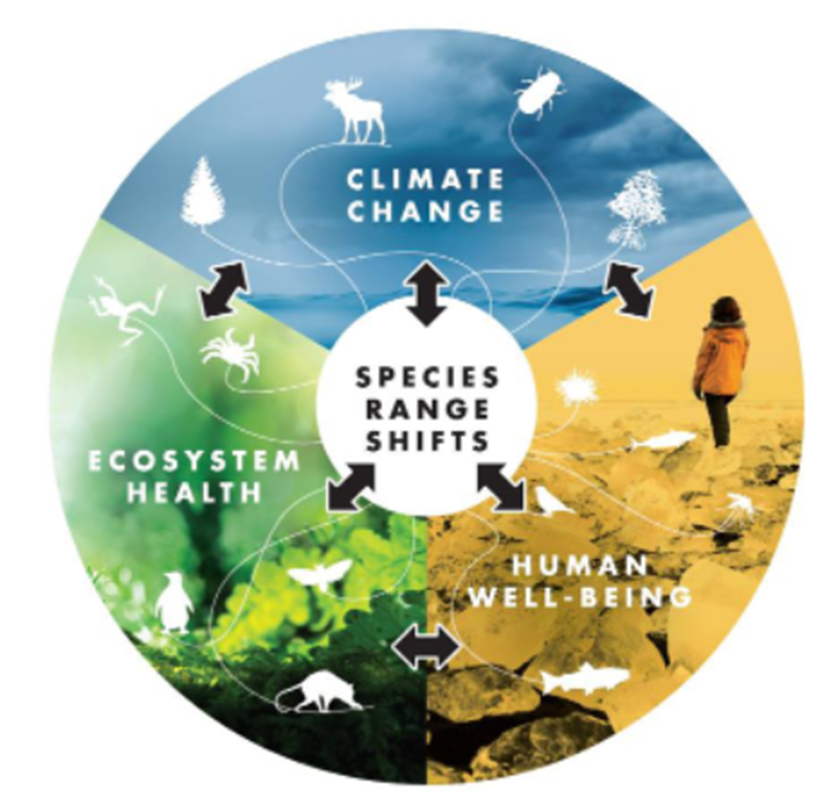 CLIMATE
CHANGE
SPECIES
RANGE
SHIFTS
ECOSYSTEM
HEALTH
HUMAN
WELL-BEING